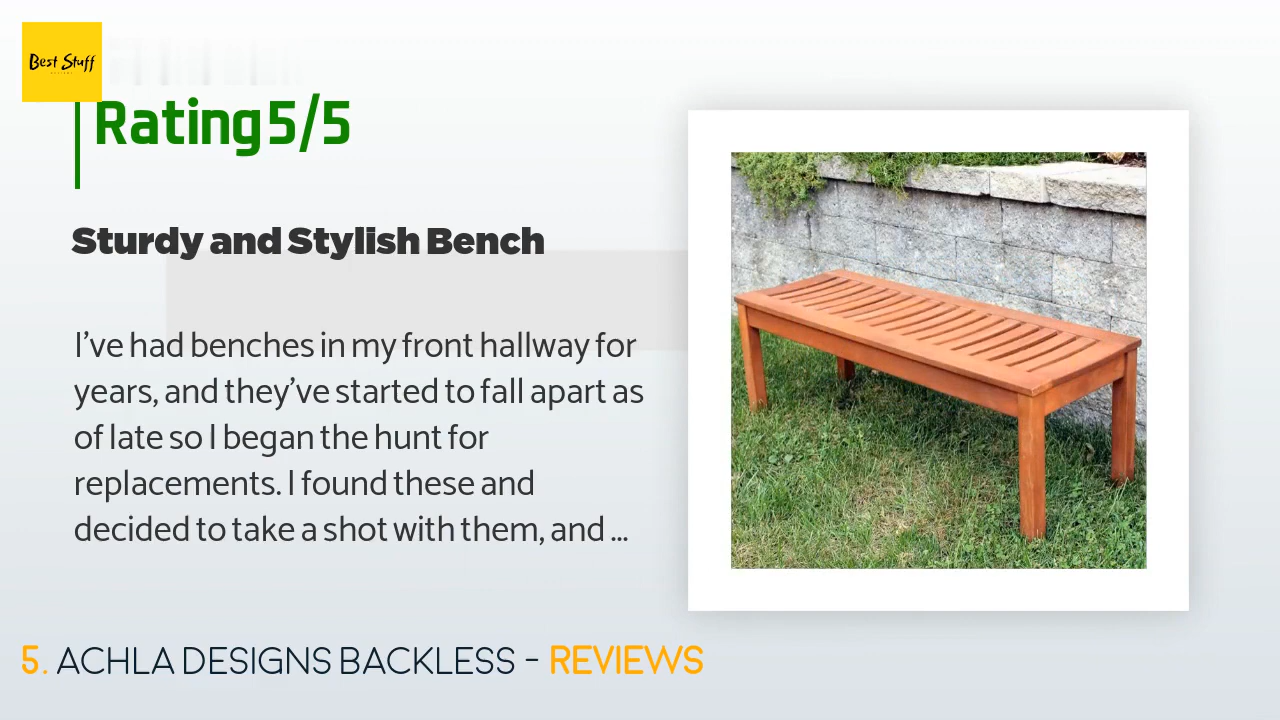 Best Stuff
Rating 5/5
Sturdy and Stylish Bench
I've had benches in my front hallway for
years, and they've started to fall apart as
of late so I began the hunt for
replacements. I found these and
decided to take a shot with them, and ...
5. ACHLA DESIGNS BACKLESS - REVIEWS